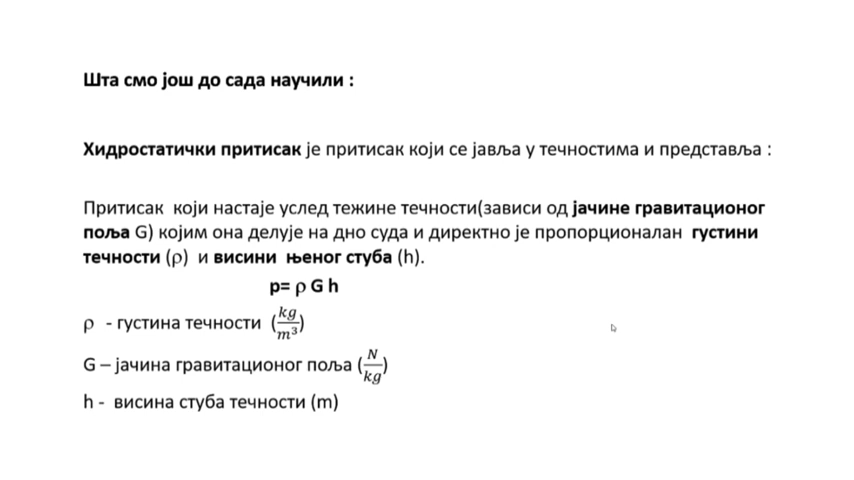 Шта смо још до сада научили :
Хидростатички притисак је притисак који се јавља у течностима и представља :
Притисак који настаје услед тежине течности(зависи од јачине гравитационог
поља G) којим она делује на дно суда и директно је пропорционалан густини
течности (ρ) и висини њеног стуба (h).
p= ρ G h
ρ - густина течности (kg/m³)
G – јачина гравитационог поља (N/kg)
h - висина стуба течности (m)